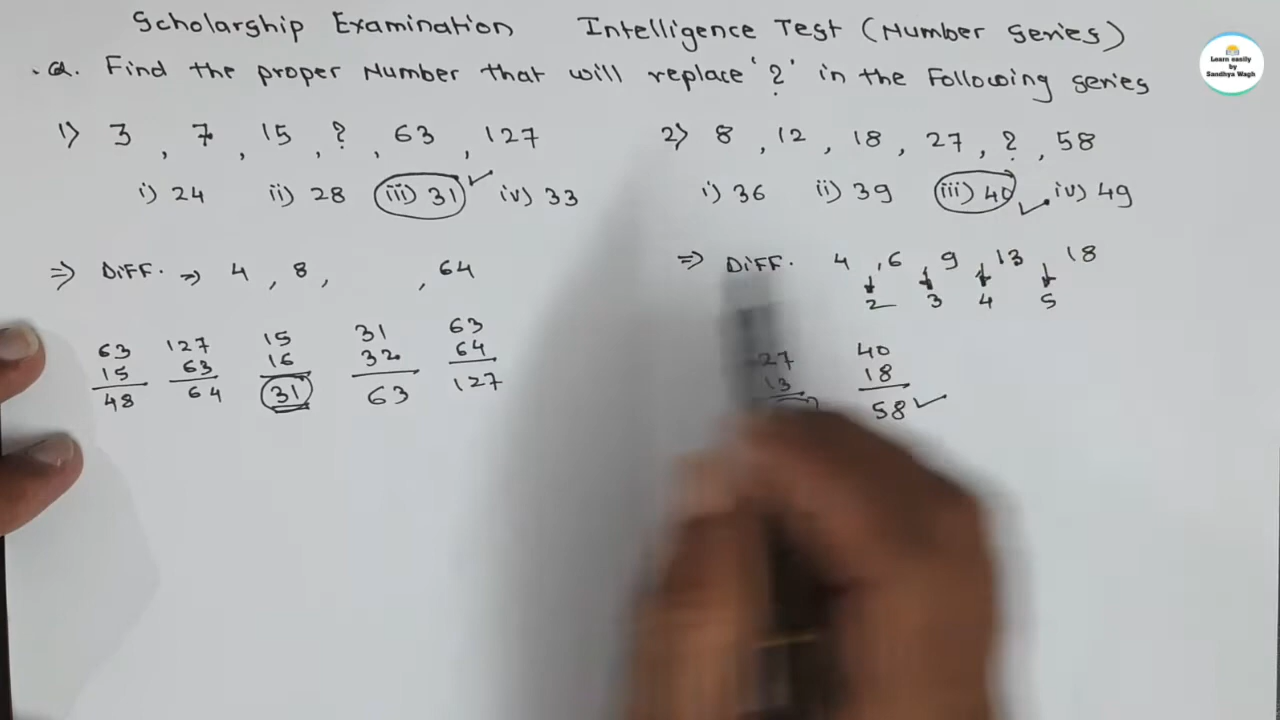 Scholarship Examination Intelligence Test (Number Series)
Learn easily
by
Sandhya Wagh
.Q. Find the proper Number that will replace '?' in the Following series
1) 3, 7, 15, ?, 63, 127
i) 24 ii) 28 iii) 31 ✓ iv) 33
⇒ DIFF. → 4, 8, , 64
63 127 15 31 63
15 63 16 32 64
48 64 31 63 127
2) 8, 12, 18, 27, ?, 58
i) 36 ii) 39 iii) 40 ✓ iv) 49
⇒ DIFF. 4, 6 9 13 18
2 3 4 5
27 40
13 18
58 ✓